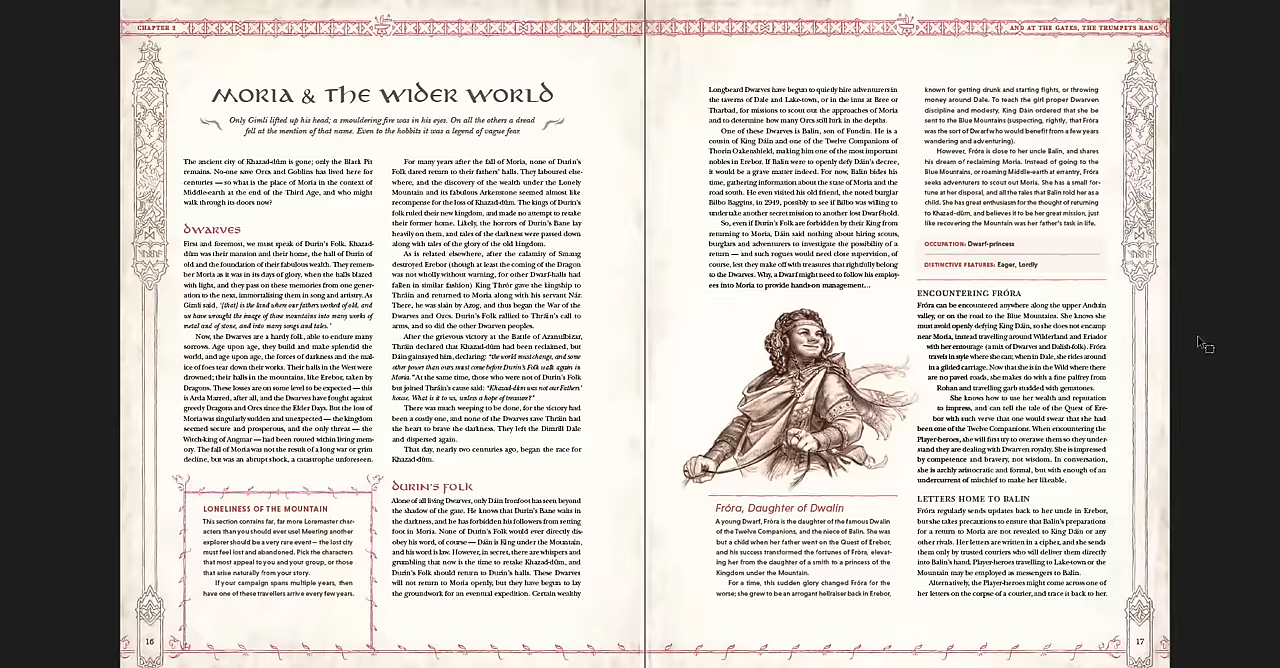 CHAPTER 2
MORIA & THE WIDER WORLD
Only Gimli lifted up his head; a smouldering fire was in his eyes. On all the others a dread
fell at the mention of that name. Even to the hobbits it was a legend of vague fear.
The ancient city of Khazad-dûm is gone; only the Black Pit
remains. No-one save Orcs and Goblins has lived here for
centuries — so what is the place of Moria in the context of
Middle-earth at the end of the Third Age, and who might
walk through its doors now?
DWARVES
First and foremost, we must speak of Durin's Folk. Khazad-
dûm was their mansion and their home, the hall of Durin of
old and the foundation of their fabulous wealth. They remem-
ber Moria as it was in its days of glory, when the halls blazed
with light, and they pass on these memories from one gener-
ation to the next, immortalising them in song and artistry. As
Gimli said, '[that] is the land where our fathers worked of old, and
we have wrought the image of those mountains into many works of
metal and of stone, and into many songs and tales.'
Now, the Dwarves are a hardy folk, able to endure many
sorrows. Age upon age, they build and make splendid the
world, and age upon age, the forces of darkness and the mal-
ice of foes tear down their works. Their halls in the West were
drowned; their halls in the mountains, like Erebor, taken by
Dragons. These losses are on some level to be expected — this
is Arda Marred, after all, and the Dwarves have fought against
greedy Dragons and Orcs since the Elder Days. But the loss of
Moria was singularly sudden and unexpected — the kingdom
seemed secure and prosperous, and the only threat — the
Witch-king of Angmar — had been routed within living mem-
ory. The fall of Moria was not the result of a long war or grim
decline, but was an abrupt shock, a catastrophe unforeseen.
LONELINESS OF THE MOUNTAIN
This section contains far, far more Loremaster char-
acters than you should ever use! Meeting another
explorer should be a very rare event — the lost city
must feel lost and abandoned. Pick the characters
that most appeal to you and your group, or those
that arise naturally from your story.
If your campaign spans multiple years, then
have one of these travellers arrive every few years.
16
For many years after the fall of Moria, none of Durin's
Folk dared return to their fathers' halls. They laboured else-
where, and the discovery of the wealth under the Lonely
Mountain and its fabulous Arkenstone seemed almost like
recompense for the loss of Khazad-dûm. The kings of Durin's
folk ruled their new kingdom, and made no attempt to retake
their former home. Likely, the horrors of Durin's Bane lay
heavily on them, and tales of the darkness were passed down
along with tales of the glory of the old kingdom.
As is related elsewhere, after the calamity of Smaug
destroyed Erebor (though at least the coming of the Dragon
was not wholly without warning, for other Dwarf-halls had
fallen in similar fashion) King Thrór gave the kingship to
Thráin and returned to Moria along with his servant Nár.
There, he was slain by Azog, and thus began the War of the
Dwarves and Orcs. Durin's Folk rallied to Thráin's call to
arms, and so did the other Dwarven peoples.
After the grievous victory at the Battle of Azanulbizar,
Thráin declared that Khazad-dûm had been reclaimed, but
Dáin gainsayed him, declaring: "the world must change, and some
other power than ours must come before Durin's Folk walk again in
Moria." At the same time, those who were not of Durin's Folk
but joined Thráin's cause said: "Khazad-dûm was not our Fathers'
house. What is it to us, unless a hope of treasure?"
There was much weeping to be done, for the victory had
been a costly one, and none of the Dwarves save Thráin had
the heart to brave the darkness. They left the Dimrill Dale
and dispersed again.
That day, nearly two centuries ago, began the race for
Khazad-dûm.
DURIN'S FOLK
Alone of all living Dwarves, only Dáin Ironfoot has seen beyond
the shadow of the gate. He knows that Durin's Bane waits in
the darkness, and he has forbidden his followers from setting
foot in Moria. None of Durin's Folk would ever directly dis-
obey his word, of course — Dáin is King under the Mountain,
and his word is law. However, in secret, there are whispers and
grumbling that now is the time to retake Khazad-dûm, and
Durin's Folk should return to Durin's halls. These Dwarves
will not return to Moria openly, but they have begun to lay
the groundwork for an eventual expedition. Certain wealthy
AND AT THE GATES, THE TRUMPETS RANG
Longbeard Dwarves have begun to quietly hire adventurers in
the taverns of Dale and Lake-town, or in the inns at Bree or
Tharbad, for missions to scout out the approaches of Moria
and to determine how many Orcs still lurk in the depths.
One of these Dwarves is Balin, son of Fundin. He is a
cousin of King Dáin and one of the Twelve Companions of
Thorin Oakenshield, making him one of the most important
nobles in Erebor. If Balin were to openly defy Dáin's decree,
it would be a grave matter indeed. For now, Balin bides his
time, gathering information about the state of Moria and the
road south. He even visited his old friend, the noted burglar
Bilbo Baggins, in 2949, possibly to see if Bilbo was willing to
undertake another secret mission to another lost Dwarf-hold.
So, even if Durin's Folk are forbidden by their King from
returning to Moria, Dáin said nothing about hiring scouts,
burglars and adventurers to investigate the possibility of a
return — and such rogues would need close supervision, of
course, lest they make off with treasures that rightfully belong
to the Dwarves. Why, a Dwarf might need to follow his employ-
ees into Moria to provide hands-on management...
Fróra, Daughter of Dwalin
A young Dwarf, Fróra is the daughter of the famous Dwalin
of the Twelve Companions, and the niece of Balin. She was
but a child when her father went on the Quest of Erebor,
and his success transformed the fortunes of Fróra, elevat-
ing her from the daughter of a smith to a princess of the
Kingdom under the Mountain.
For a time, this sudden glory changed Fróra for the
worse; she grew to be an arrogant hellraiser back in Erebor,
known for getting drunk and starting fights, or throwing
money around Dale. To teach the girl proper Dwarven
discipline and modesty, King Dáin ordered that she be
sent to the Blue Mountains (suspecting, rightly, that Fróra
was the sort of Dwarf who would benefit from a few years
wandering and adventuring).
However, Fróra is close to her uncle Balin, and shares
his dream of reclaiming Moria. Instead of going to the
Blue Mountains, or roaming Middle-earth at errantry, Fróra
seeks adventurers to scout out Moria. She has a small for-
tune at her disposal, and all the tales that Balin told her as a
child. She has great enthusiasm for the thought of returning
to Khazad-dûm, and believes it to be her great mission, just
like recovering the Mountain was her father's task in life.
OCCUPATION: Dwarf-princess
DISTINCTIVE FEATURES: Eager, Lordly
ENCOUNTERING FRÓRA
Fróra can be encountered anywhere along the upper Anduin
valley, or on the road to the Blue Mountains. She knows she
must avoid openly defying King Dáin, so she does not encamp
near Moria, instead travelling around Wilderland and Eriador
with her entourage (a mix of Dwarves and Dalish-folk). Fróra
travels in style where she can; when in Dale, she rides around
in a gilded carriage. Now that she is in the Wild where there
are no paved roads, she makes do with a fine palfrey from
Rohan and travelling garb studded with gemstones.
She knows how to use her wealth and reputation
to impress, and can tell the tale of the Quest of Ere-
bor with such verve that one would swear that she had
been one of the Twelve Companions. When encountering the
Player-heroes, she will first try to overawe them so they under-
stand they are dealing with Dwarven royalty. She is impressed
by competence and bravery, not wisdom. In conversation,
she is archly aristocratic and formal, but with enough of an
undercurrent of mischief to make her likeable.
LETTERS HOME TO BALIN
Fróra regularly sends updates back to her uncle in Erebor,
but she takes precautions to ensure that Balin's preparations
for a return to Moria are not revealed to King Dáin or any
other rivals. Her letters are written in a cipher, and she sends
them only by trusted couriers who will deliver them directly
into Balin's hand. Player-heroes travelling to Lake-town or the
Mountain may be employed as messengers to Balin.
Alternatively, the Player-heroes might come across one of
her letters on the corpse of a courier, and trace it back to her.
17